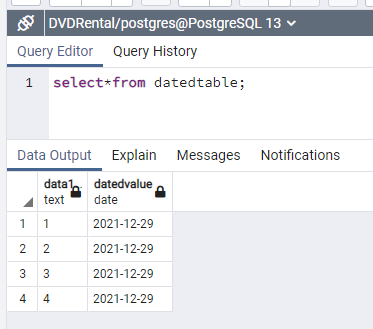 DVDRental/postgres@PostgreSQL 13
Query Editor Query History
1 select*from datedtable;
Data Output Explain Messages Notifications
data1 datedvalue
text date
1 1 2021-12-29
2 2 2021-12-29
3 3 2021-12-29
4 4 2021-12-29